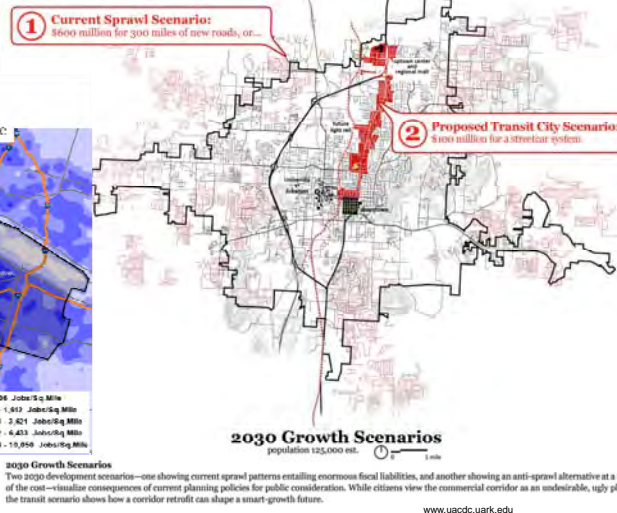 1 Current Sprawl Scenario:
$600 million for 300 miles of new roads, or...
uptown center
and
regional mall
future
light rail
2 Proposed Transit City Scenario:
$100 million for a streetcar system
University
of
Arkansas
downtown
Jobs/Sq.Mile
- 1,912 Jobs/Sq.Mile
- 3,621 Jobs/Sq.Mile
- 6,433 Jobs/Sq.Mile
- 10,050 Jobs/Sq.Mile
2030 Growth Scenarios
population 125,000 est.
0 1 mile
2030 Growth Scenarios
Two 2030 development scenarios—one showing current sprawl patterns entailing enormous fiscal liabilities, and another showing an anti-sprawl alternative at a
of the cost—visualize consequences of current planning policies for public consideration. While citizens view the commercial corridor as an undesirable, ugly pl
the transit scenario shows how a corridor retrofit can shape a smart-growth future.
www.uacdc.uark.edu